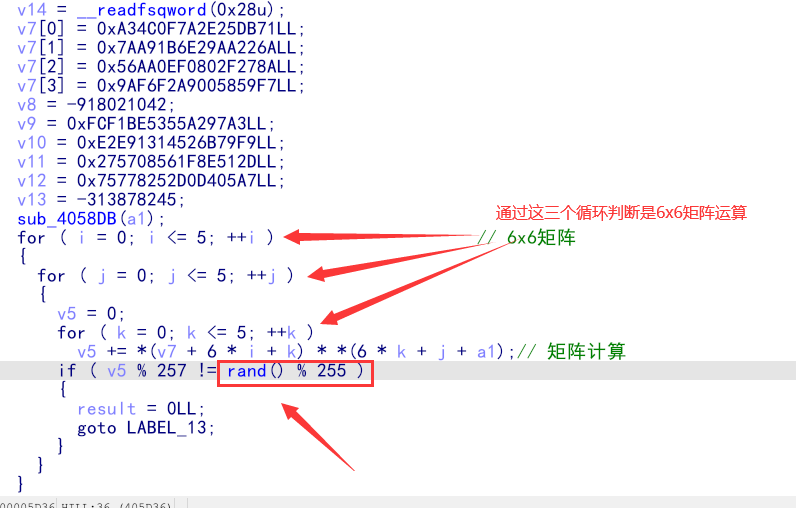 v14 = __readfsqword(0x28u);
v7[0] = 0xA34C0F7A2E25DB71LL;
v7[1] = 0x7AA91B6E29AA226ALL;
v7[2] = 0x56AA0EF0802F278ALL;
v7[3] = 0x9AF6F2A9005859F7LL;
v8 = -918021042;
v9 = 0xFCF1BE5355A297A3LL;
v10 = 0xE2E91314526B79F9LL;
v11 = 0x275708561F8E512DLL;
v12 = 0x75778252D0D405A7LL;
v13 = -313878245;
sub_4058DB(a1);
通过这三个循环判断是6x6矩阵运算
for ( i = 0; i <= 5; ++i ) // 6x6矩阵
{
for ( j = 0; j <= 5; ++j )
{
v5 = 0;
for ( k = 0; k <= 5; ++k )
v5 += *(v7 + 6 * i + k) * *(6 * k + j + a1);// 矩阵计算
if ( v5 % 257 != rand() % 255 )
{
result = 0LL;
goto LABEL_13;
}
}
}
00005D36 HILL:36 (405D36)